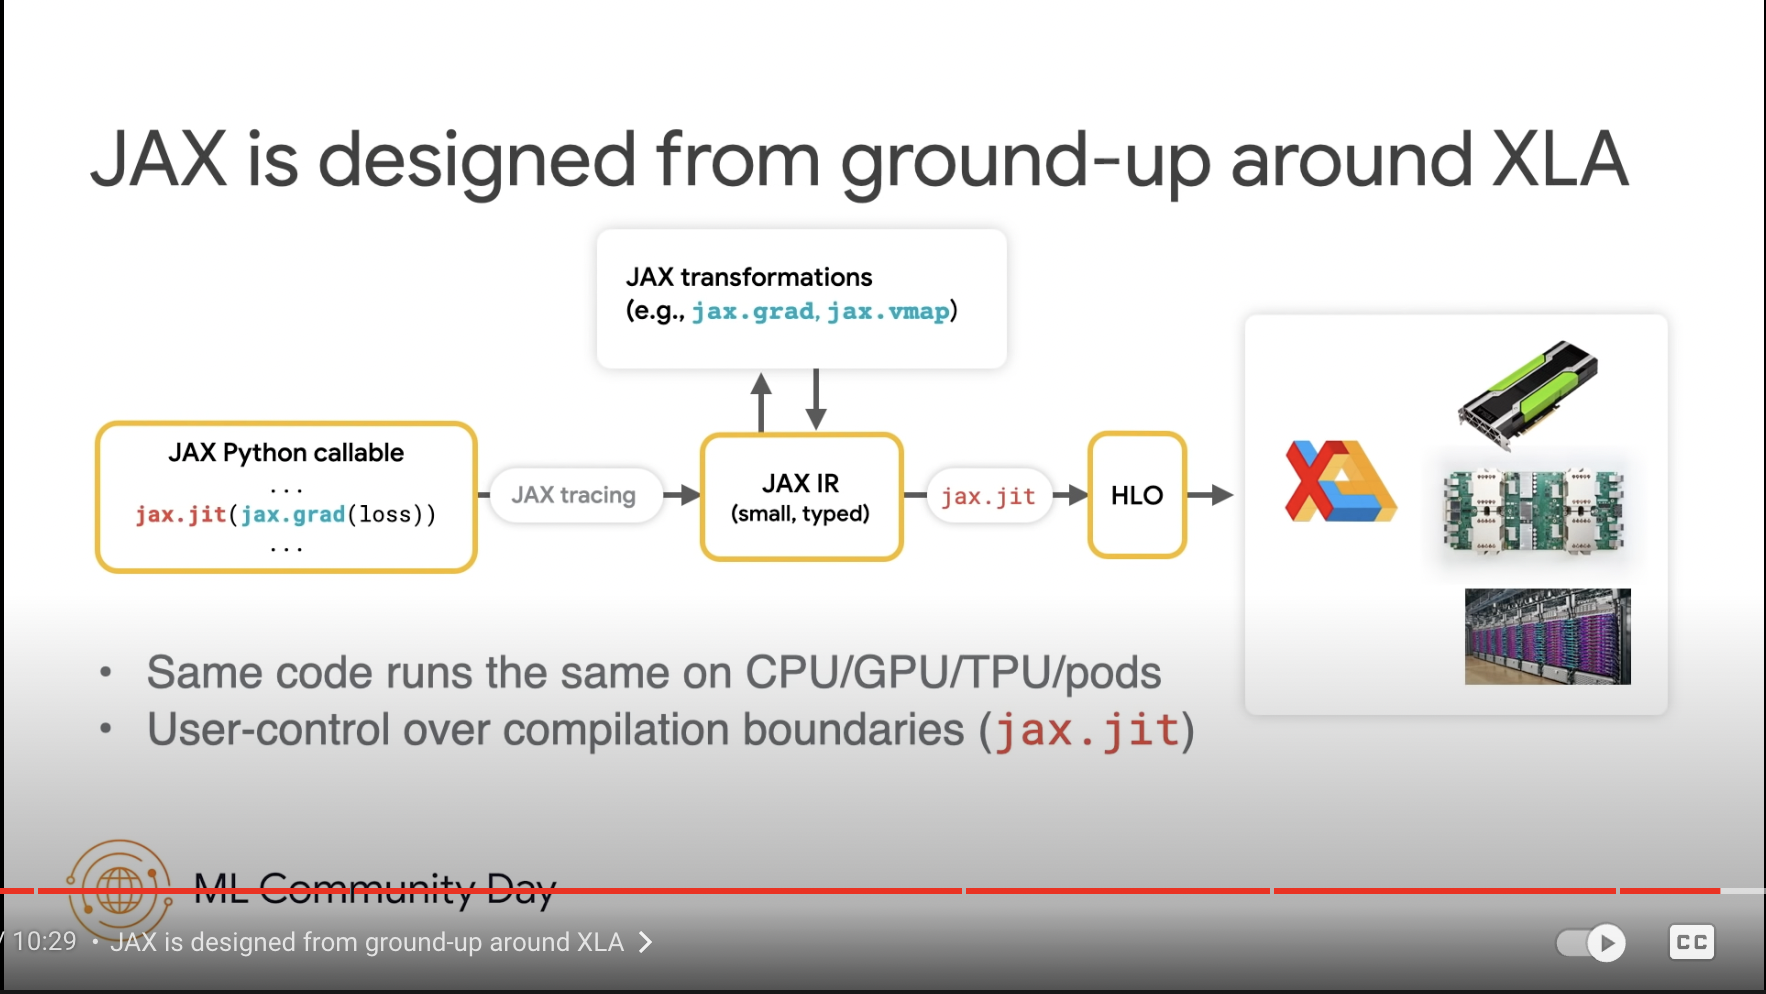 JAX is designed from ground-up around XLA
JAX transformations
(e.g., jax.grad, jax.vmap)
JAX Python callable
...
jax.jit(jax.grad(loss))
...
JAX tracing
JAX IR
(small, typed)
jax.jit
HLO
XLA
• Same code runs the same on CPU/GPU/TPU/pods
• User-control over compilation boundaries (jax.jit)
ML Community Day
/ 10:29 • JAX is designed from ground-up around XLA
CC